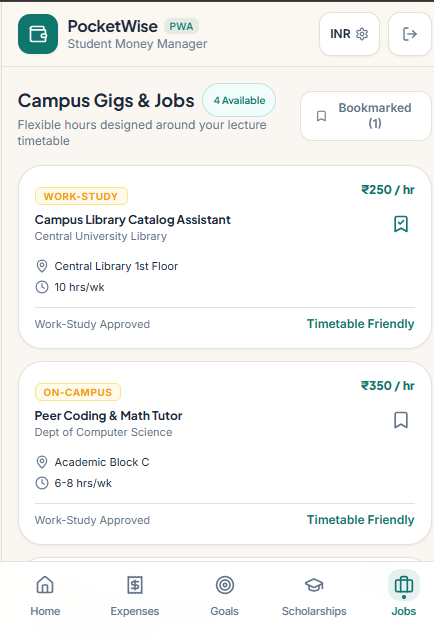 PocketWise PWA
Student Money Manager
INR
Campus Gigs & Jobs
4 Available
Flexible hours designed around your lecture
timetable
Bookmarked
(1)
WORK-STUDY
₹250 / hr
Campus Library Catalog Assistant
Central University Library
Central Library 1st Floor
10 hrs/wk
Work-Study Approved
Timetable Friendly
ON-CAMPUS
₹350 / hr
Peer Coding & Math Tutor
Dept of Computer Science
Academic Block C
6-8 hrs/wk
Work-Study Approved
Timetable Friendly
Home
Expenses
Goals
Scholarships
Jobs